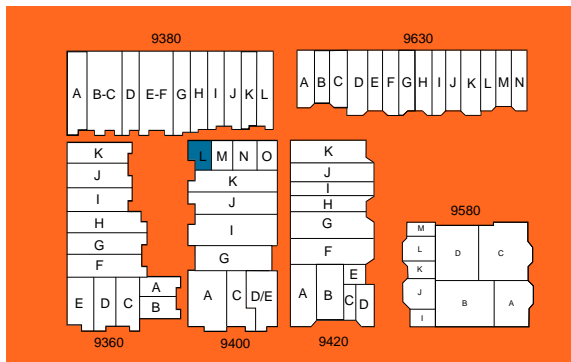 9380
A B-C D E-F G H I J K L
9630
A B C D E F G H I J K L M N
K
J
I
H
G
F
E D C
A
B
9360
L M N O
K
J
I
G
A C D/E
9400
K
J
I
H
G
F
A B
E
C D
9420
9580
M
L
K
J
I
D C
B A